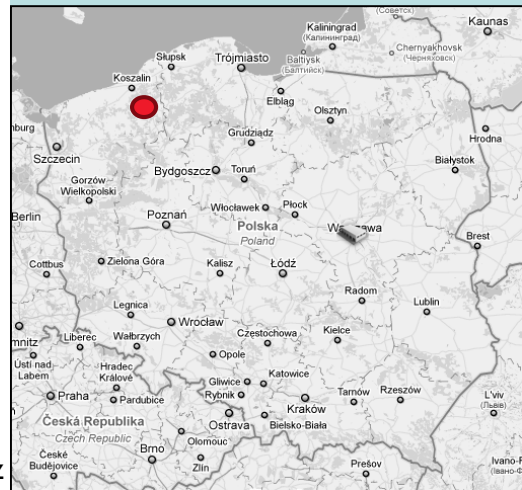 (Советск)
Kaunas
Kaliningrad
(Калининград)
Słupsk
Trójmiasto
Baltiysk
(Балтийск)
Chernyakhovsk
(Черняховск)
Koszalin
Elbląg
Olsztyn
Hrodna
Grudziądz
Szczecin
Białystok
Bydgoszcz
Toruń
Gorzów
Wielkopolski
Włocławek
Płock
Berlin
Poznań
Polska
Poland
Brest
Cottbus
Zielona Góra
Kalisz
Łódź
Radom
Lublin
Legnica
Wrocław
Liberec
Wałbrzych
Częstochowa
Kielce
Ústí nad
Labem
Hradec
Králové
Opole
Gliwice
Katowice
Praha
Pardubice
Rybnik
Kraków
Tarnów
Rzeszów
L'viv
(Львів)
Česká Republika
Czech Republic
Ostrava
Bielsko-Biała
Olomouc
České
Budějovice
Brno
Zlín
Prešov